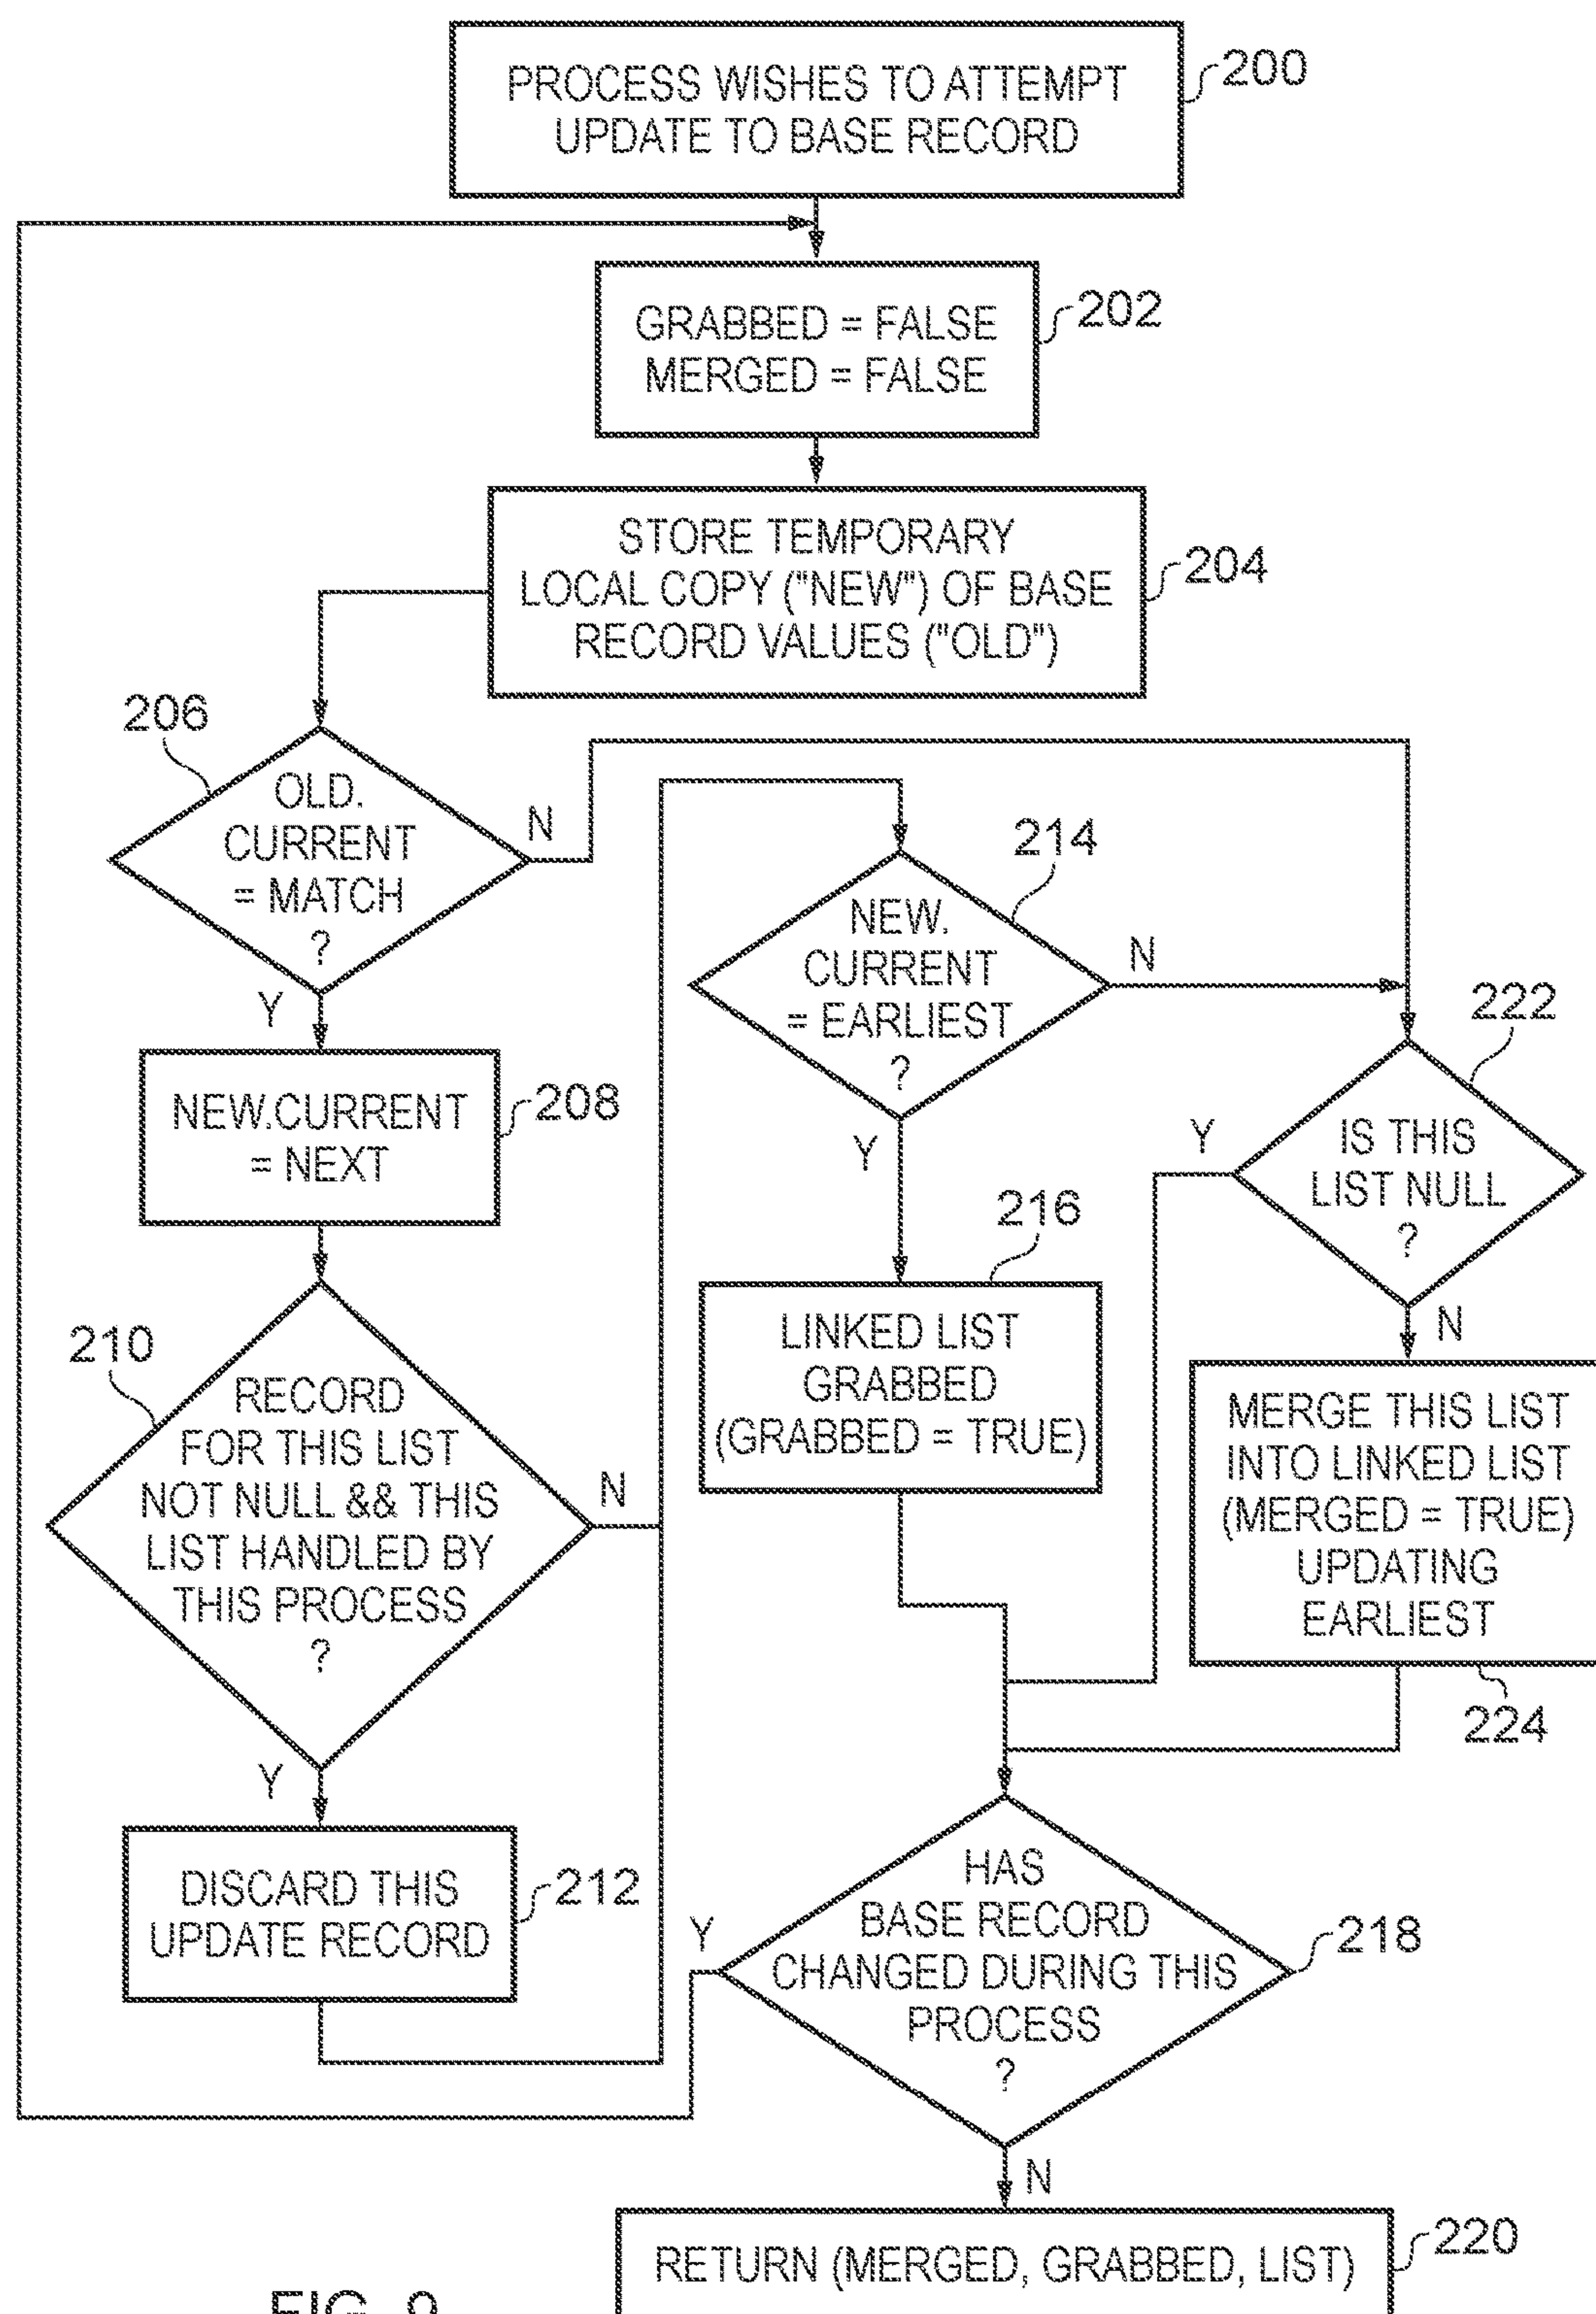 PROCESS WISHES TO ATTEMPT
UPDATE TO BASE RECORD
200
GRABBED = FALSE
MERGED = FALSE
202
STORE TEMPORARY
LOCAL COPY ("NEW") OF BASE
RECORD VALUES ("OLD")
204
206
OLD.
CURRENT
= MATCH
?
N
Y
NEW.CURRENT
= NEXT
208
210
RECORD
FOR THIS LIST
NOT NULL && THIS
LIST HANDLED BY
THIS PROCESS
?
N
Y
DISCARD THIS
UPDATE RECORD
212
214
NEW.
CURRENT
= EARLIEST
?
N
Y
216
LINKED LIST
GRABBED
(GRABBED = TRUE)
222
IS THIS
LIST NULL
?
Y
N
MERGE THIS LIST
INTO LINKED LIST
(MERGED = TRUE)
UPDATING
EARLIEST
224
HAS
BASE RECORD
CHANGED DURING THIS
PROCESS
?
218
Y
N
RETURN (MERGED, GRABBED, LIST)
220
FIG. 9